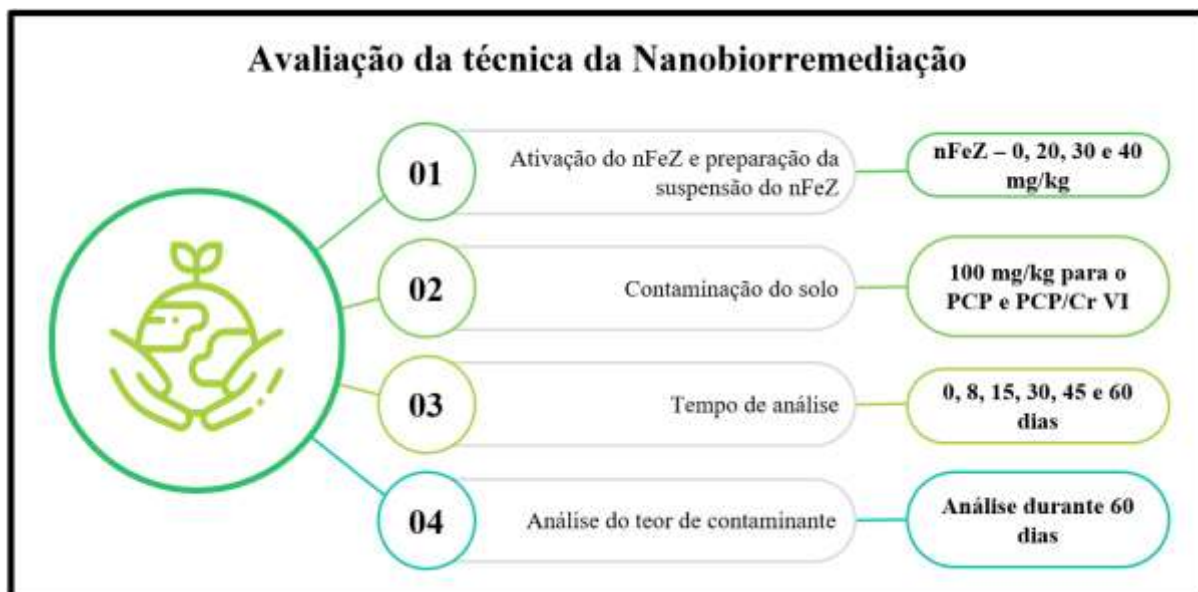 Avaliação da técnica da Nanobiorremediação
01
Ativação do nFeZ e preparação da
suspensão do nFeZ
nFeZ – 0, 20, 30 e 40
mg/kg
02
Contaminação do solo
100 mg/kg para o
PCP e PCP/Cr VI
03
Tempo de análise
0, 8, 15, 30, 45 e 60
dias
04
Análise do teor de contaminante
Análise durante 60
dias